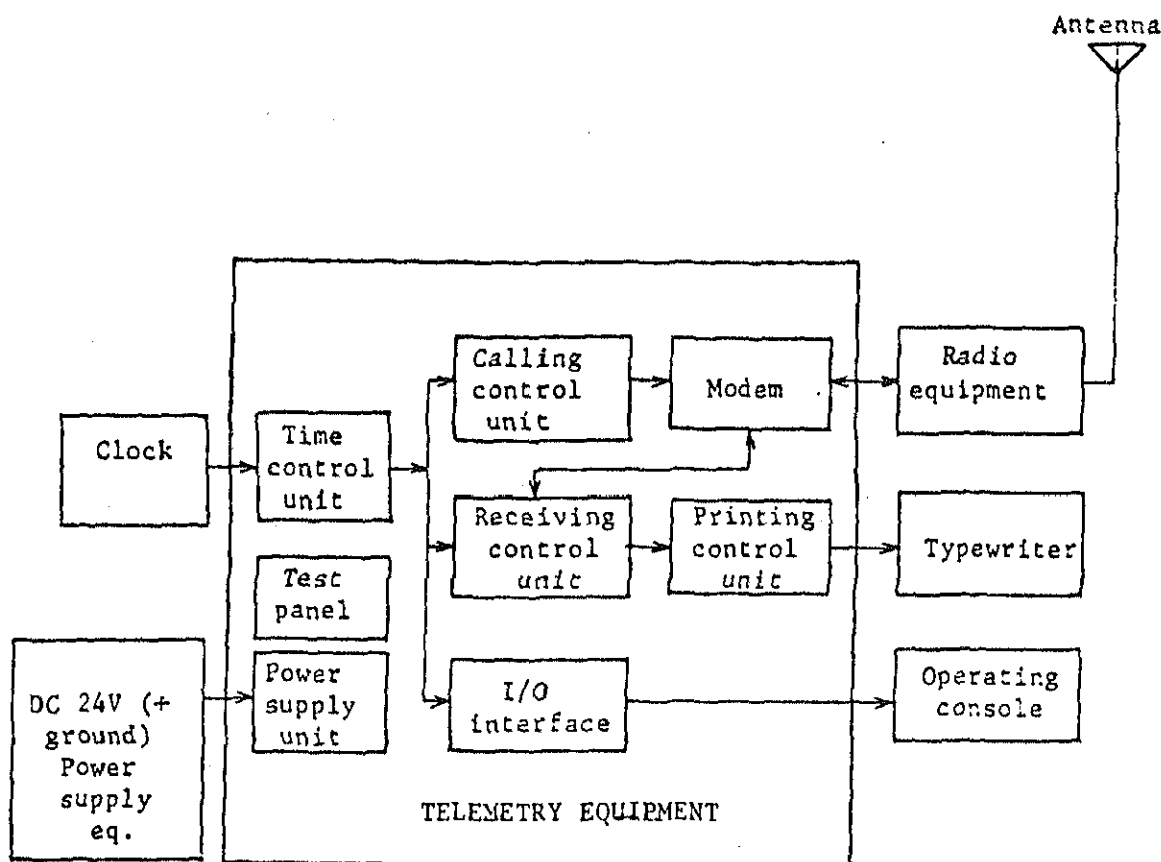 Antenna
Calling
control
unit
Modem
Radio
equipment
Clock
Time
control
unit
Receiving
control
unit
Printing
control
unit
Typewriter
Test
panel
DC 24V (+
ground)
Power
supply
eq.
Power
supply
unit
I/O
interface
Operating
console
TELEMETRY EQUIPMENT